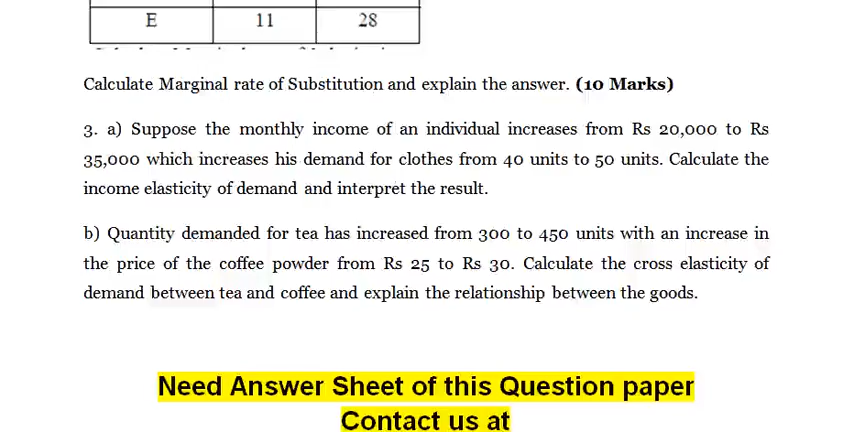 E 11 28
Calculate Marginal rate of Substitution and explain the answer. (10 Marks)
3. a) Suppose the monthly income of an individual increases from Rs 20,000 to Rs
35,000 which increases his demand for clothes from 40 units to 50 units. Calculate the
income elasticity of demand and interpret the result.
b) Quantity demanded for tea has increased from 300 to 450 units with an increase in
the price of the coffee powder from Rs 25 to Rs 30. Calculate the cross elasticity of
demand between tea and coffee and explain the relationship between the goods.
Need Answer Sheet of this Question paper
Contact us at